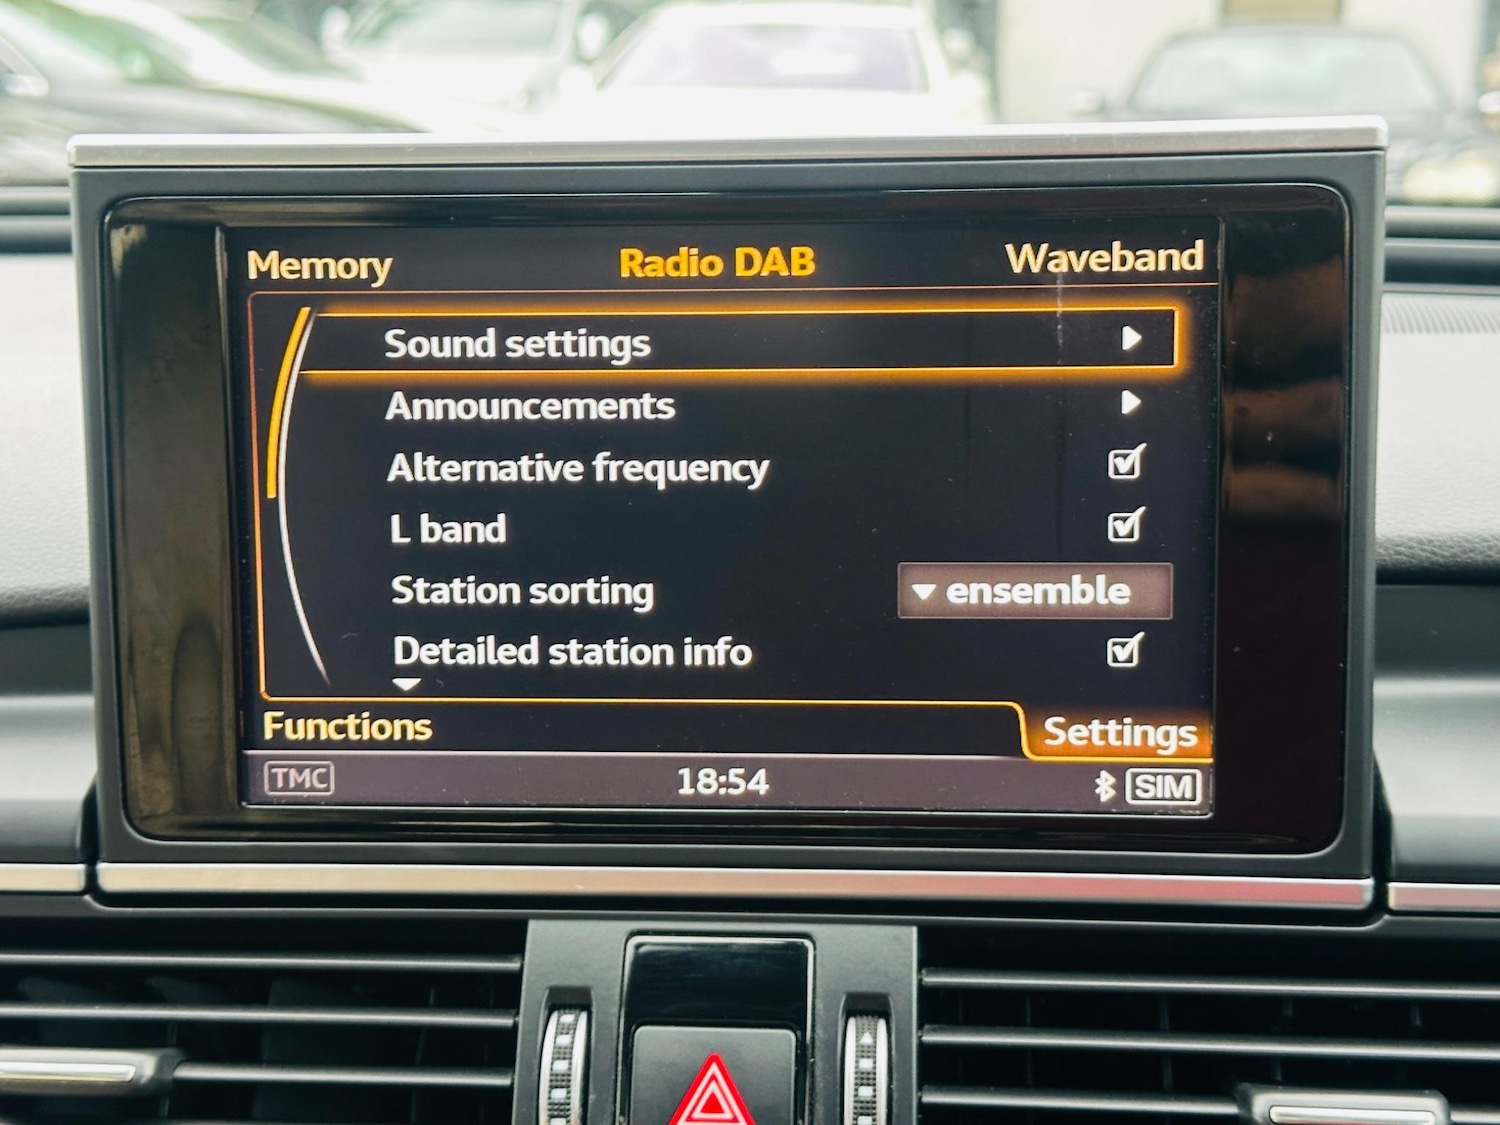 Memory Radio DAB Waveband
Sound settings
Announcements
Alternative frequency
L band
Station sorting ensemble
Detailed station info
Functions Settings
TMC 18:54 SIM